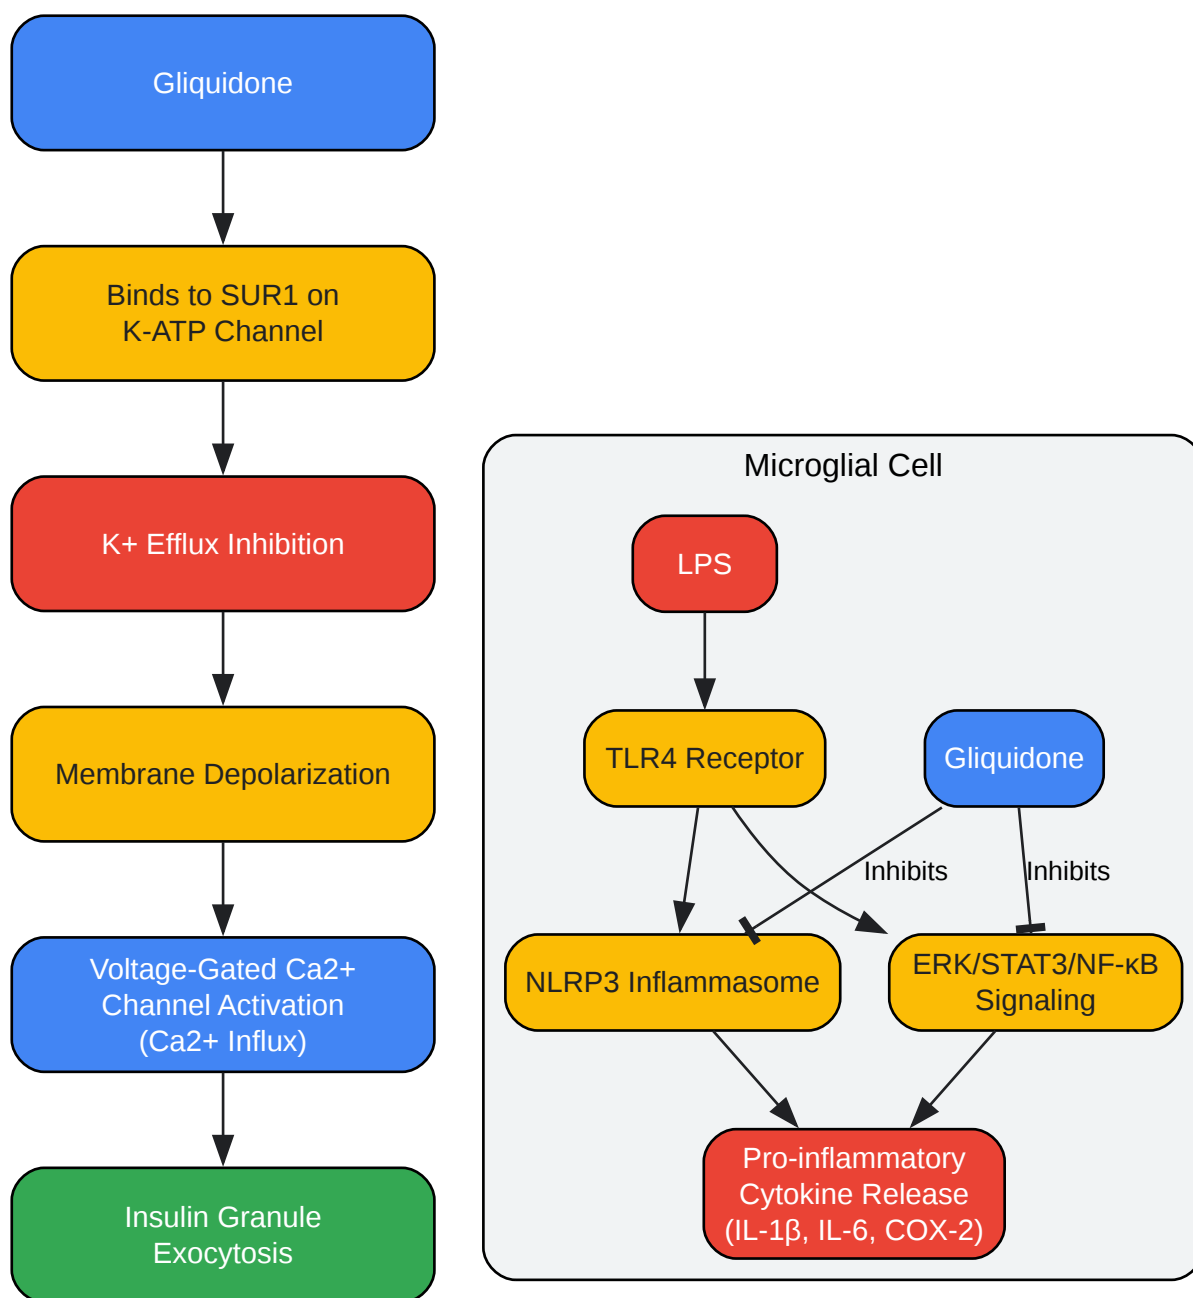 Gliquidone
Binds to SUR1 on
K-ATP Channel
K+ Efflux Inhibition
Membrane Depolarization
Voltage-Gated Ca2+
Channel Activation
(Ca2+ Influx)
Insulin Granule
Exocytosis
Microglial Cell
LPS
TLR4 Receptor
Gliquidone
Inhibits
Inhibits
NLRP3 Inflammasome
ERK/STAT3/NF-κB
Signaling
Pro-inflammatory
Cytokine Release
(IL-1β, IL-6, COX-2)